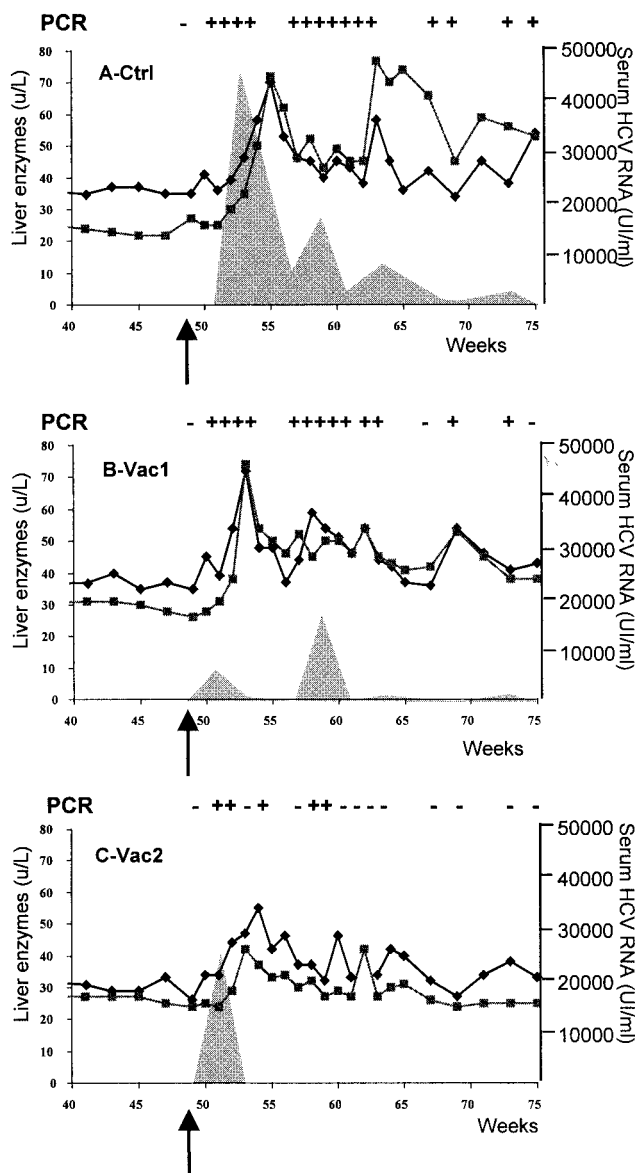 PCR - ++++ +++++++ + + + +
A-Ctrl
Liver enzymes (u/L)
80
70
60
50
40
30
20
10
0
50000
40000
30000
20000
10000
Serum HCV RNA (UI/ml)
40 45 50 55 60 65 70 75
Weeks
PCR - ++++ +++++ ++ - + + -
B-Vac1
Liver enzymes (u/L)
80
70
60
50
40
30
20
10
0
50000
40000
30000
20000
10000
Serum HCV RNA (UI/ml)
40 45 50 55 60 65 70 75
Weeks
PCR - ++ - + - ++ - - - - - - - -
C-Vac2
Liver enzymes (u/L)
80
70
60
50
40
30
20
10
0
50000
40000
30000
20000
10000
Serum HCV RNA (UI/ml)
40 45 50 55 60 65 70 75
Weeks